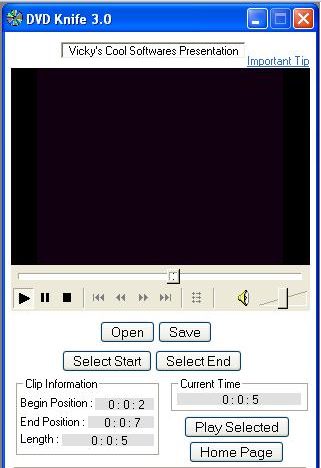 DVD Knife 3.0
Vicky's Cool Softwares Presentation
Important Tip
Open Save
Select Start Select End
Clip Information
Begin Position : 0 : 0 : 2
End Position : 0 : 0 : 7
Length : 0 : 0 : 5
Current Time
0 : 0 : 5
Play Selected
Home Page